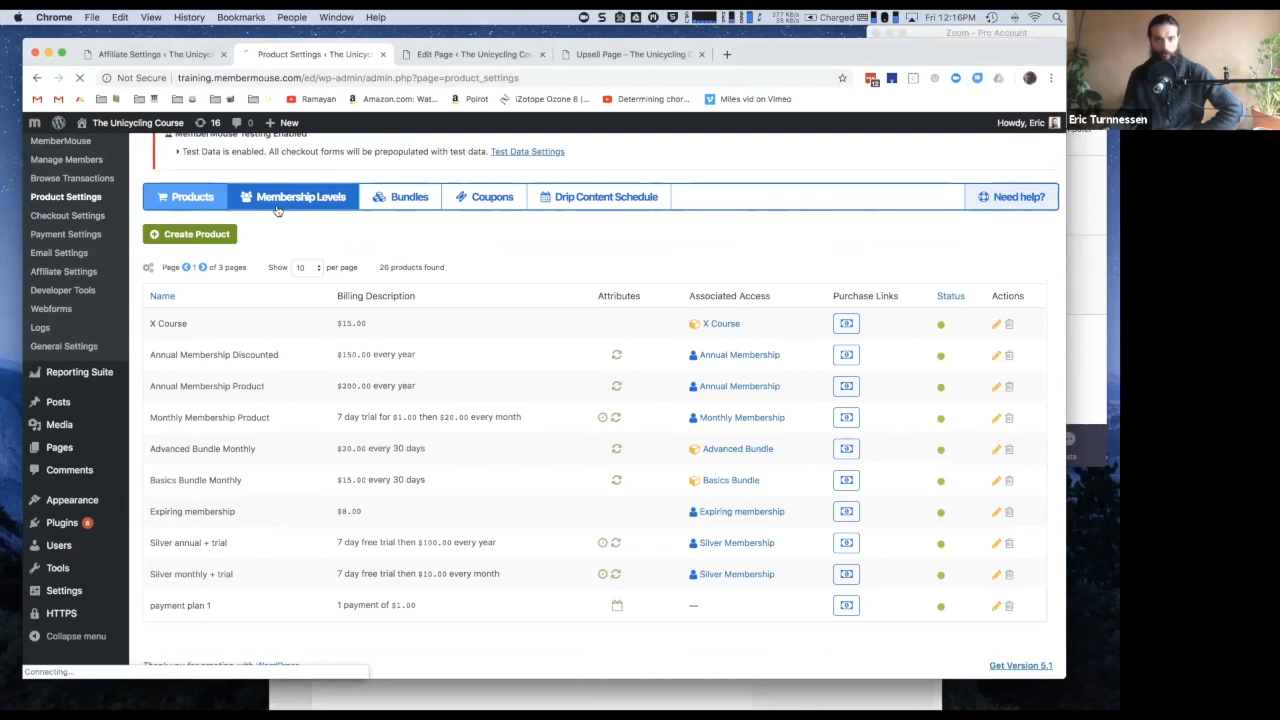 Chrome File Edit View History Bookmarks People Window Help
Charged Fri 12:16PM
Zoom – Pro Account
Affiliate Settings ‹ The Unicyc
Product Settings ‹ The Unicyc
Edit Page ‹ The Unicycling Co
Upsell Page – The Unicycling
Not Secure training.membermouse.com/ed/wp-admin/admin.php?page=product_settings
12
Ramayan
Amazon.com: Wat...
Poirot
iZotope Ozone 8 |...
Determining chor...
Miles vid on Vimeo
Eric Turnnessen
The Unicycling Course 16 0 New
Howdy, Eric
MemberMouse
Manage Members
Browse Transactions
Product Settings
Checkout Settings
Payment Settings
Email Settings
Affiliate Settings
Developer Tools
Webforms
Logs
General Settings
Reporting Suite
Posts
Media
Pages
Comments
Appearance
Plugins 6
Users
Tools
Settings
HTTPS
Collapse menu
MemberMouse Testing Enabled
Test Data is enabled. All checkout forms will be prepopulated with test data. Test Data Settings
Products Membership Levels Bundles Coupons Drip Content Schedule Need help?
Create Product
Page 1 of 3 pages Show 10 per page 26 products found
Name Billing Description Attributes Associated Access Purchase Links Status Actions
X Course $15.00 X Course
Annual Membership Discounted $150.00 every year Annual Membership
Annual Membership Product $200.00 every year Annual Membership
Monthly Membership Product 7 day trial for $1.00 then $20.00 every month Monthly Membership
Advanced Bundle Monthly $20.00 every 30 days Advanced Bundle
Basics Bundle Monthly $15.00 every 30 days Basics Bundle
Expiring membership $8.00 Expiring membership
Silver annual + trial 7 day free trial then $100.00 every year Silver Membership
Silver monthly + trial 7 day free trial then $10.00 every month Silver Membership
payment plan 1 1 payment of $1.00 —
Thank you for creating with WordPress.
Get Version 5.1
Connecting...